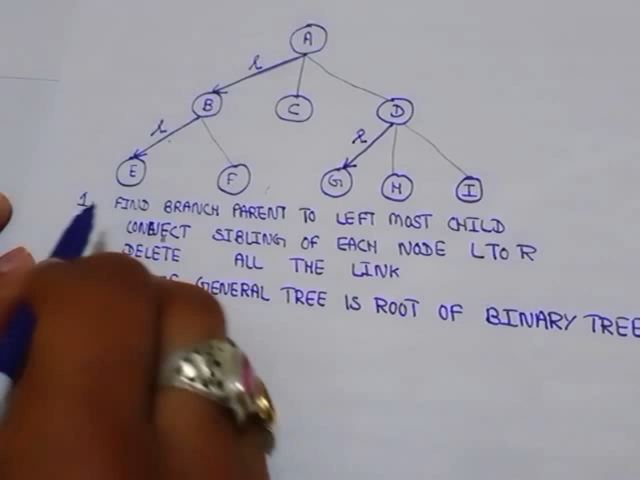 A
l
B
C
D
l
l
E
F
G
H
I
1 FIND BRANCH PARENT TO LEFT MOST CHILD
CONNECT SIBLING OF EACH NODE L TO R
DELETE ALL THE LINK
GENERAL TREE IS ROOT OF BINARY TREE